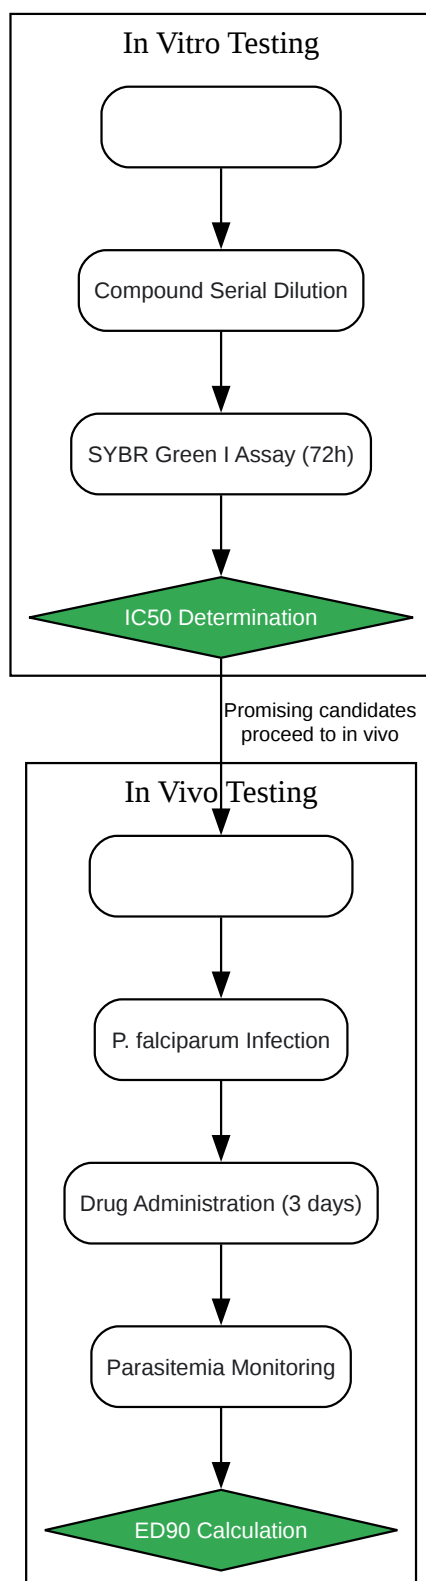 In Vitro Testing
Compound Serial Dilution
SYBR Green I Assay (72h)
IC50 Determination
Promising candidates
proceed to in vivo
In Vivo Testing
P. falciparum Infection
Drug Administration (3 days)
Parasitemia Monitoring
ED90 Calculation